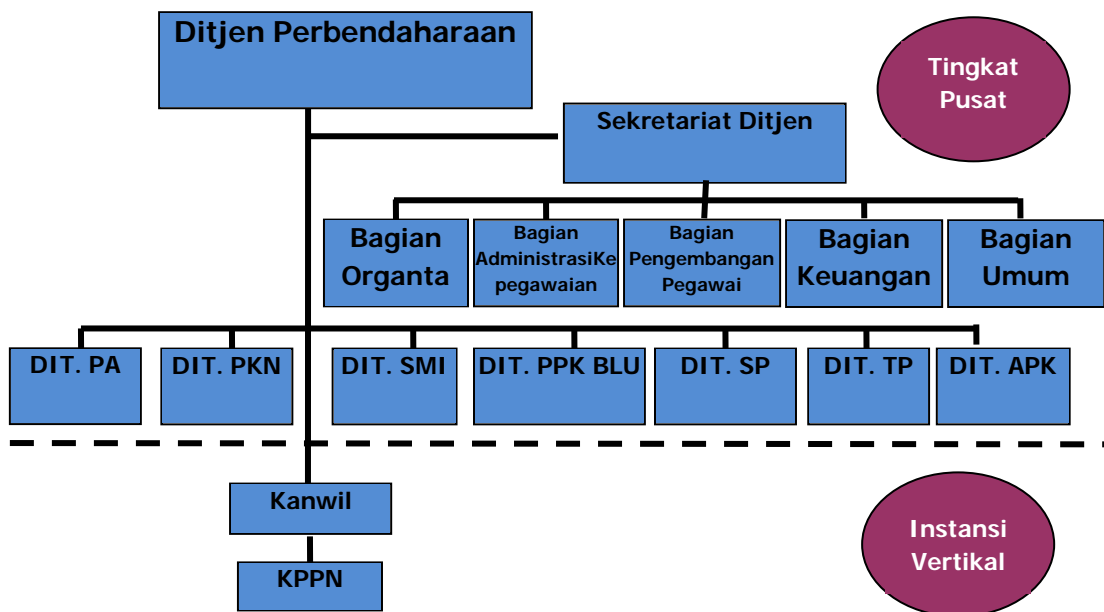 Ditjen Perbendaharaan
Tingkat
Pusat
Sekretariat Ditjen
Bagian
Organta
Bagian
AdministrasiKe
pegawaian
Bagian
Pengembangan
Pegawai
Bagian
Keuangan
Bagian
Umum
DIT. PA
DIT. PKN
DIT. SMI
DIT. PPK BLU
DIT. SP
DIT. TP
DIT. APK
Kanwil
KPPN
Instansi
Vertikal